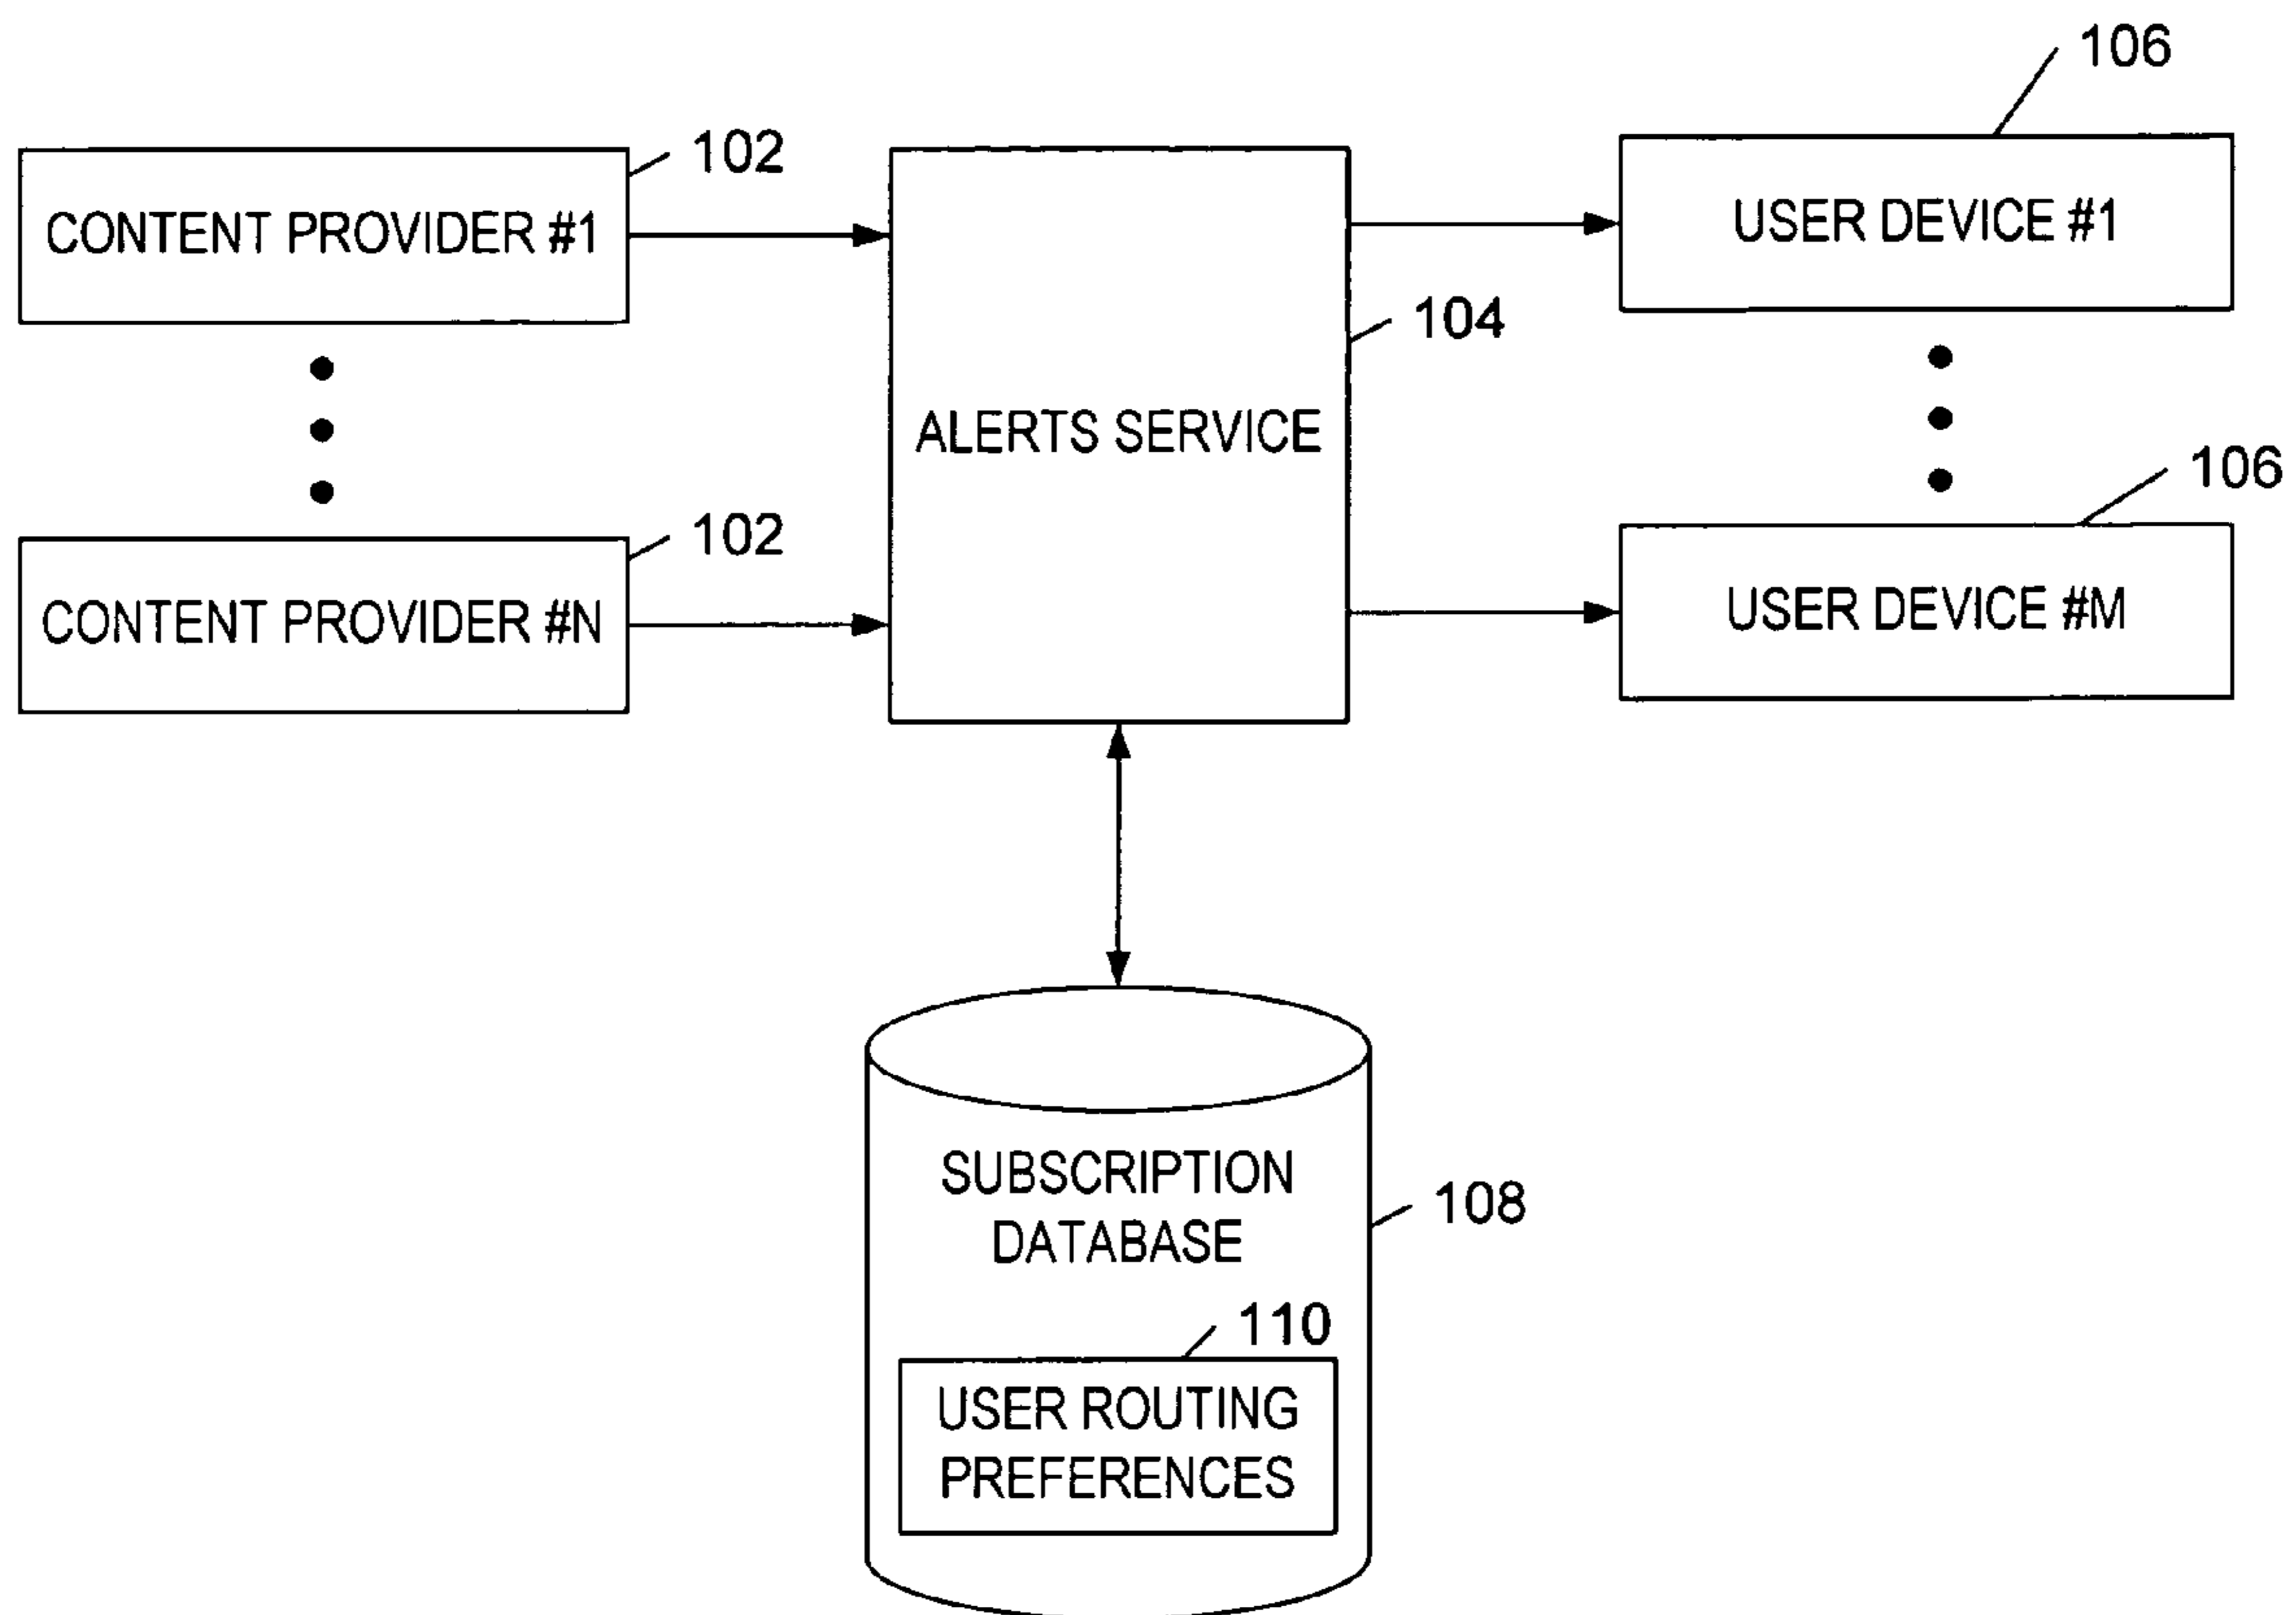 106
102
CONTENT PROVIDER #1
USER DEVICE #1
104
ALERTS SERVICE
106
102
CONTENT PROVIDER #N
USER DEVICE #M
SUBSCRIPTION
DATABASE
108
110
USER ROUTING
PREFERENCES